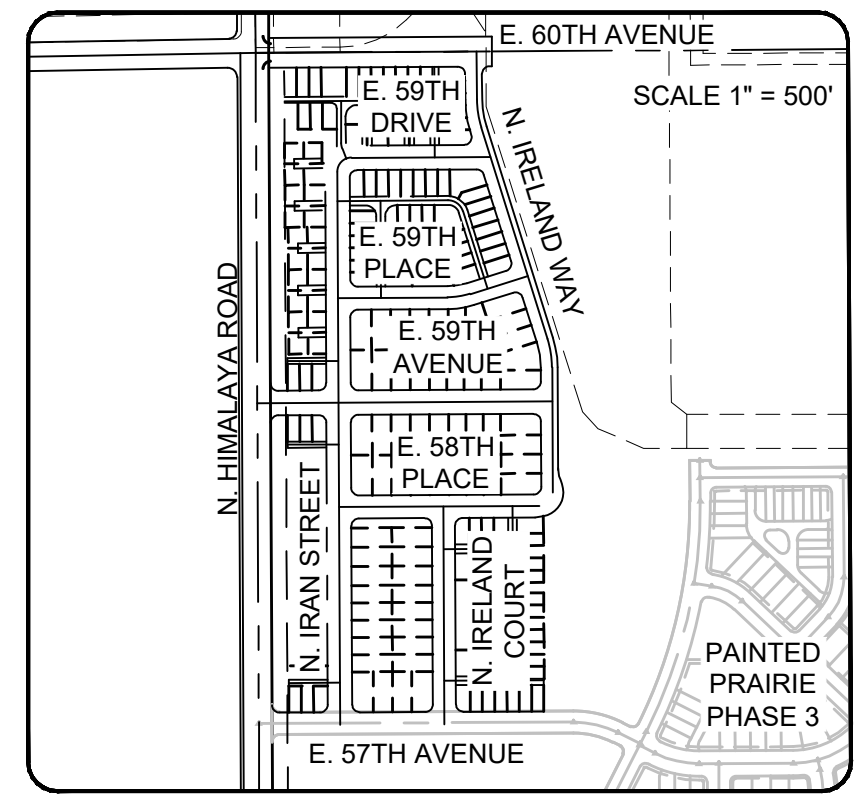 E. 60TH AVENUE
SCALE 1" = 500'
E. 59TH
DRIVE
N. IRELAND WAY
E. 59TH
PLACE
N. HIMALAYA ROAD
E. 59TH
AVENUE
E. 58TH
PLACE
N. IRAN STREET
N. IRELAND
COURT
PAINTED
PRAIRIE
PHASE 3
E. 57TH AVENUE